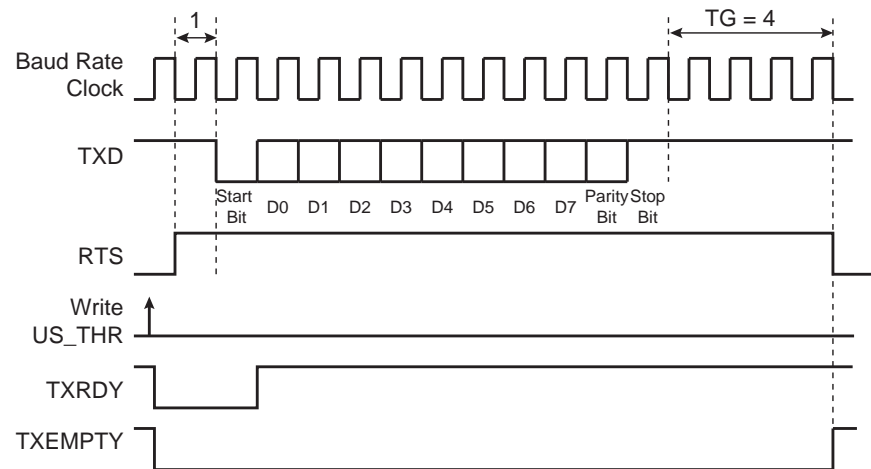 1
TG = 4
Baud Rate
Clock
TXD
Start
Bit
D0
D1
D2
D3
D4
D5
D6
D7
Parity
Bit
Stop
Bit
RTS
Write
US_THR
TXRDY
TXEMPTY